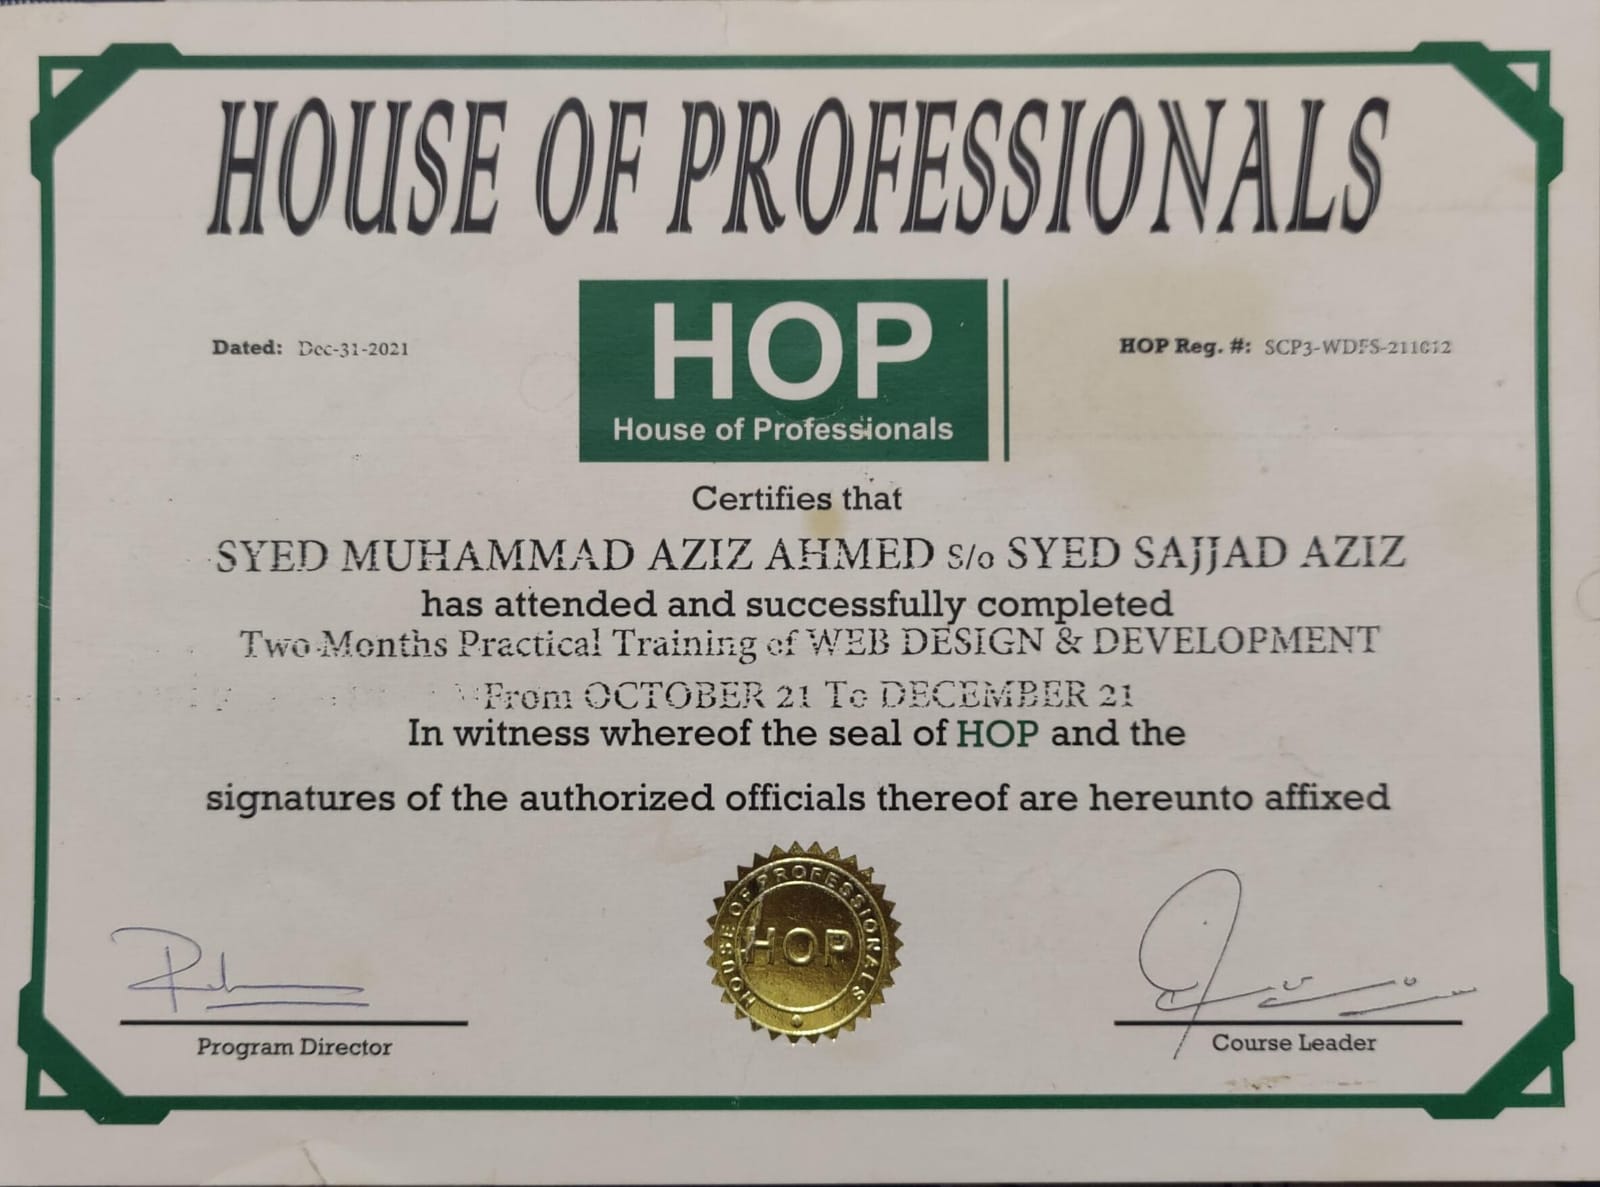 HOUSE OF PROFESSIONALS
HOP
House of Professionals
Dated: Dec-31-2021
HOP Reg. #: SCP3-WDFS-211012
Certifies that
SYED MUHAMMAD AZIZ AHMED s/o SYED SAJJAD AZIZ
has attended and successfully completed
Two Months Practical Training of WEB DESIGN & DEVELOPMENT
From OCTOBER 21 To DECEMBER 21
In witness whereof the seal of HOP and the
signatures of the authorized officials thereof are hereunto affixed
HOUSE OF PROFESSIONALS
HOP
Program Director
Course Leader